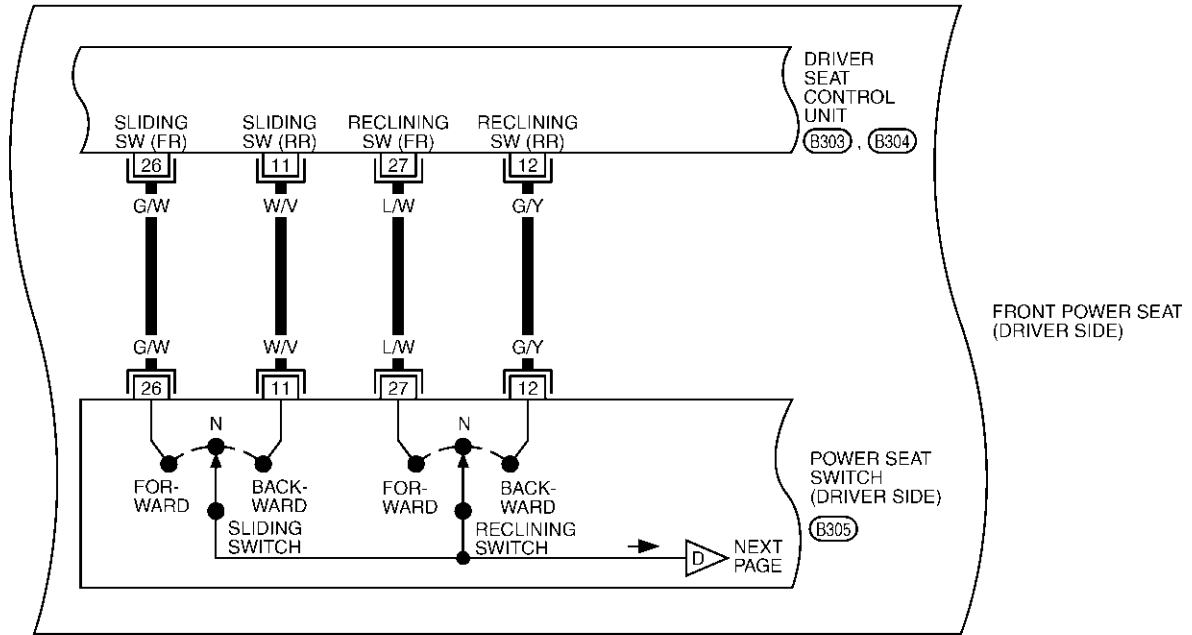 DRIVER
SEAT
CONTROL
UNIT
B303 , B304
SLIDING
SW (FR)
SLIDING
SW (RR)
RECLINING
SW (FR)
RECLINING
SW (RR)
26 11 27 12
G/W W/V L/W G/Y
FRONT POWER SEAT
(DRIVER SIDE)
G/W W/V L/W G/Y
26 11 27 12
N N
FOR-
WARD
BACK-
WARD
FOR-
WARD
BACK-
WARD
SLIDING
SWITCH
RECLINING
SWITCH
POWER SEAT
SWITCH
(DRIVER SIDE)
B305
D
NEXT
PAGE